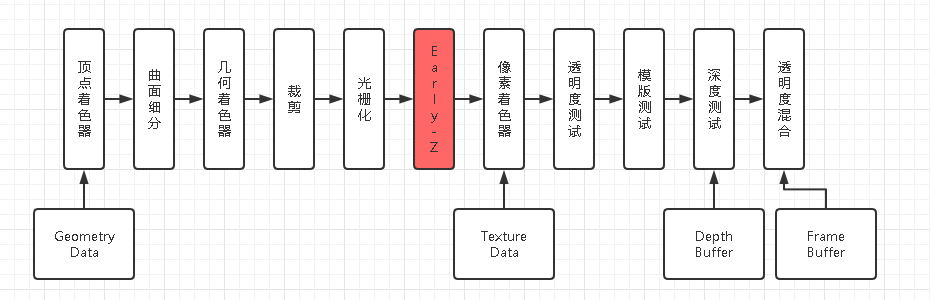 顶点着色器
曲面细分
几何着色器
裁剪
光栅化
Early-Z
像素着色器
透明度测试
模版测试
深度测试
透明度混合
Geometry
Data
Texture
Data
Depth
Buffer
Frame
Buffer